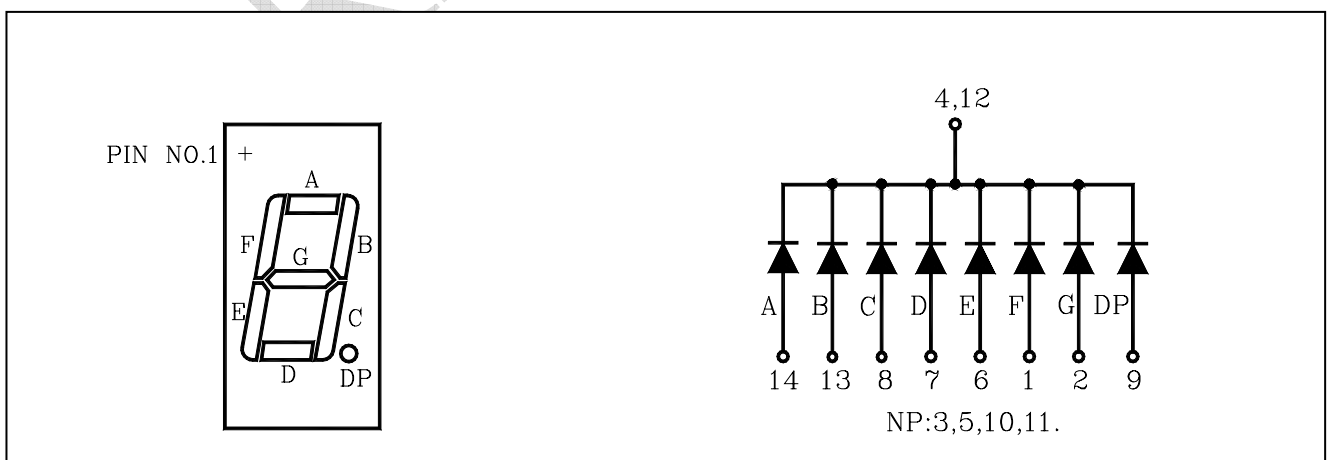 PIN NO.1 +
A
F
B
G
E
C
D
DP
4,12
A B C D E F G DP
14 13 8 7 6 1 2 9
NP:3,5,10,11.